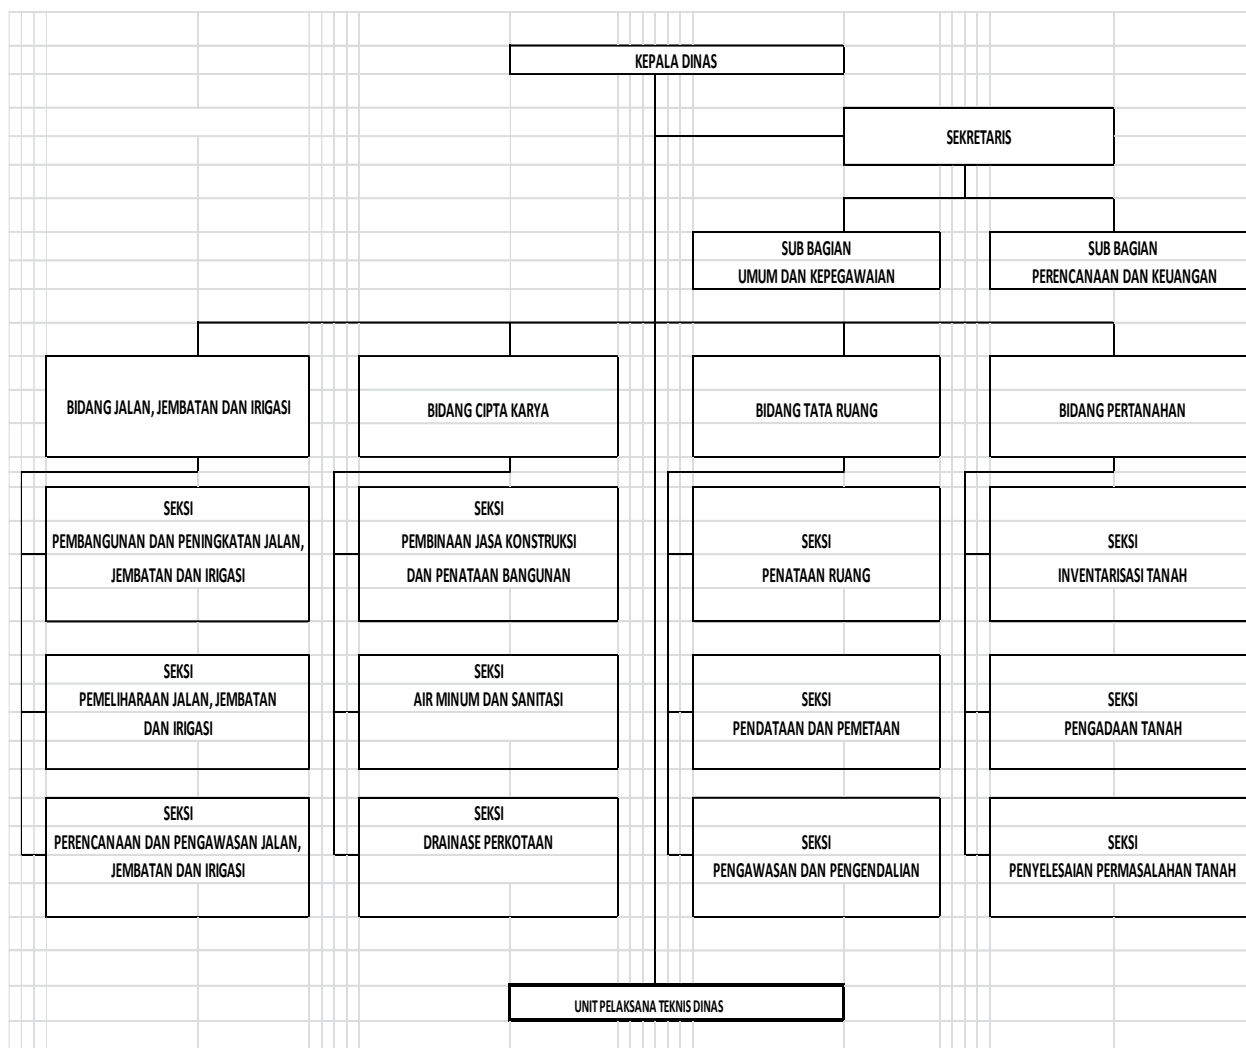 KEPALA DINAS
SEKRETARIS
SUB BAGIAN
UMUM DAN KEPEGAWAIAN
SUB BAGIAN
PERENCANAAN DAN KEUANGAN
BIDANG JALAN, JEMBATAN DAN IRIGASI
BIDANG CIPTA KARYA
BIDANG TATA RUANG
BIDANG PERTANAHAN
SEKSI
PEMBANGUNAN DAN PENINGKATAN JALAN,
JEMBATAN DAN IRIGASI
SEKSI
PEMBINAAN JASA KONSTRUKSI
DAN PENATAAN BANGUNAN
SEKSI
PENATAAN RUANG
SEKSI
INVENTARISASI TANAH
SEKSI
PEMELIHARAAN JALAN, JEMBATAN
DAN IRIGASI
SEKSI
AIR MINUM DAN SANITASI
SEKSI
PENDATAAN DAN PEMETAAN
SEKSI
PENGADAAN TANAH
SEKSI
PERENCANAAN DAN PENGAWASAN JALAN,
JEMBATAN DAN IRIGASI
SEKSI
DRAINASE PERKOTAAN
SEKSI
PENGAWASAN DAN PENGENDALIAN
SEKSI
PENYELESAIAN PERMASALAHAN TANAH
UNIT PELAKSANA TEKNIS DINAS